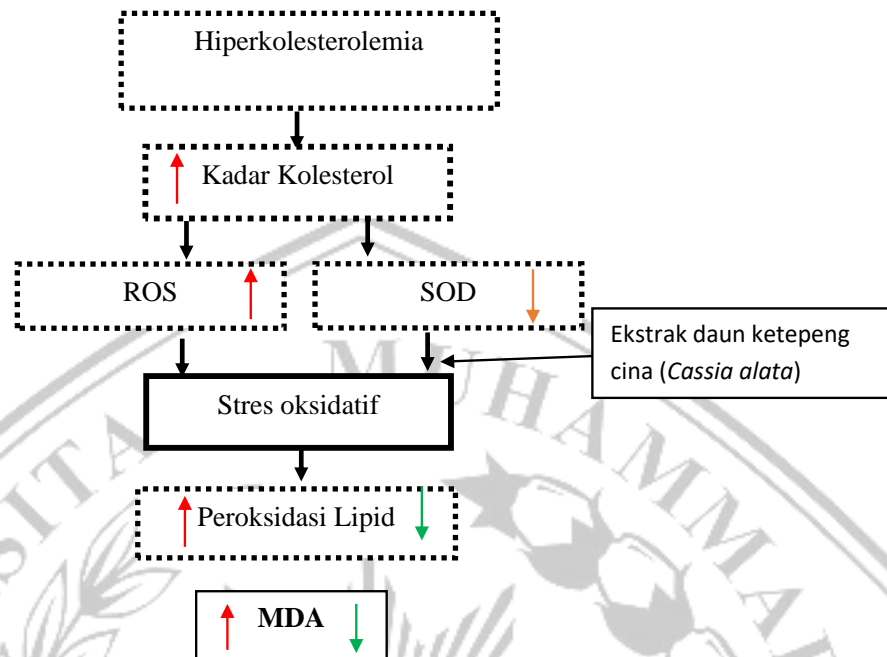 Hiperkolesterolemia
Kadar Kolesterol
ROS
SOD
Ekstrak daun ketepeng
cina (Cassia alata)
Stres oksidatif
Peroksidasi Lipid
MDA